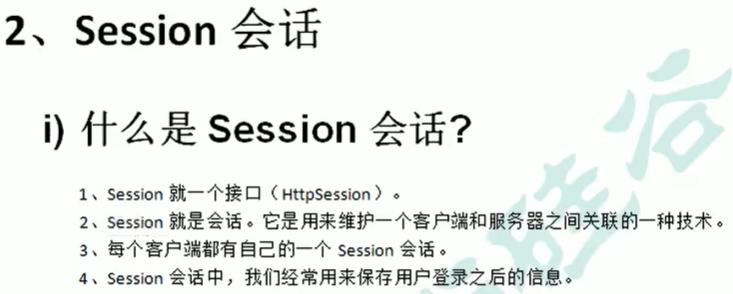 2、Session 会话
i) 什么是 Session 会话?
1、Session 就一个接口（HttpSession）。
2、Session 就是会话。它是用来维护一个客户端和服务器之间关联的一种技术。
3、每个客户端都有自己的一个 Session 会话。
4、Session 会话中，我们经常用来保存用户登录之后的信息。
硅谷